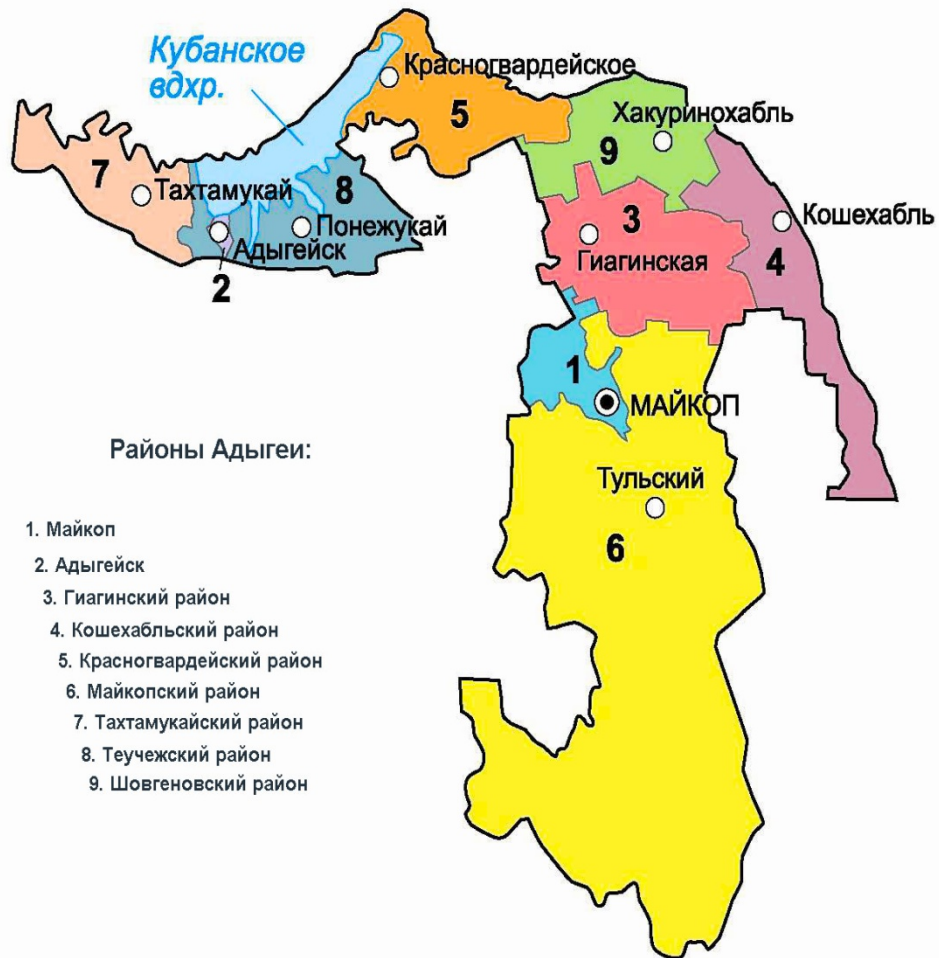 Кубанское
вдхр.
Красногвардейское
5
Хакуринохабль
9
7
Тахтамукай
8
Понежукай
Адыгейск
2
3
Гиагинская
Кошехабль
4
1
МАЙКОП
Тульский
6
Районы Адыгеи:
1. Майкоп
2. Адыгейск
3. Гиагинский район
4. Кошехабльский район
5. Красногвардейский район
6. Майкопский район
7. Тахтамукайский район
8. Теучежский район
9. Шовгеновский район